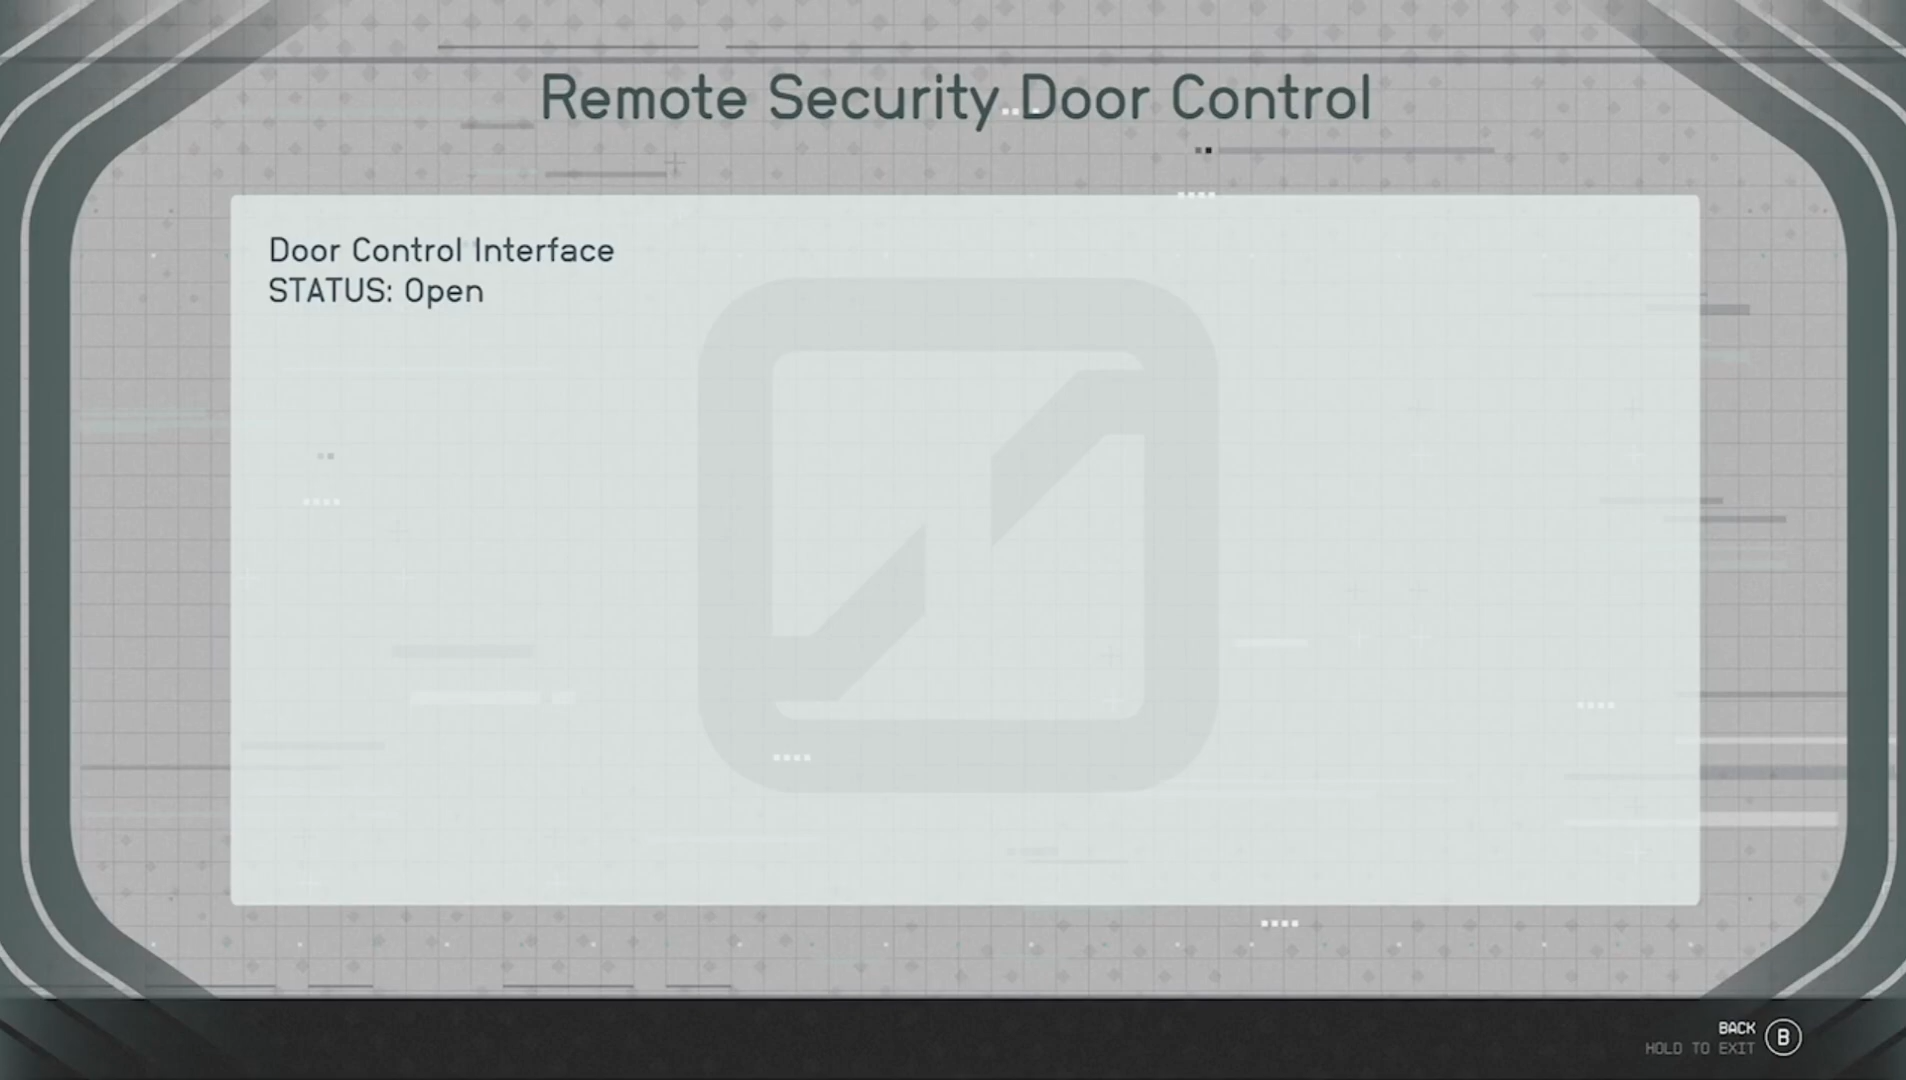 Remote Security Door Control
Door Control Interface
STATUS: Open
BACK
HOLD TO EXIT
B